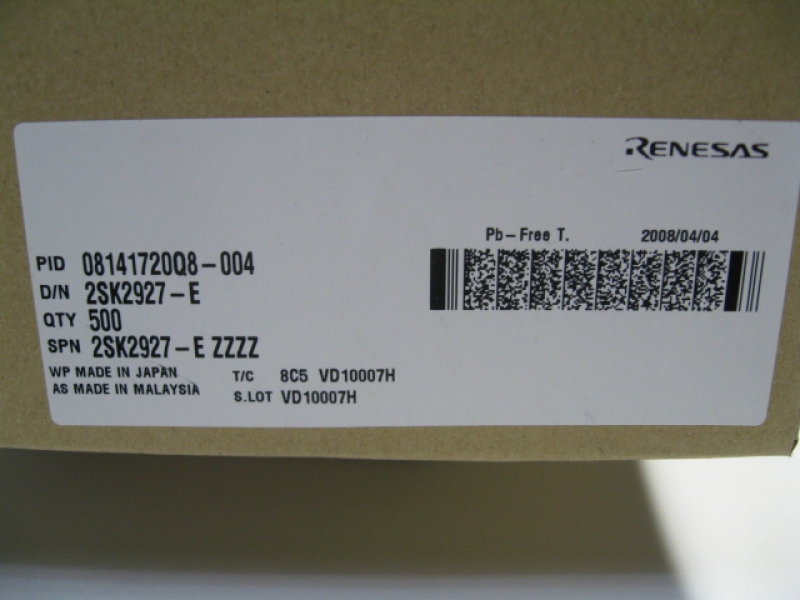 RENESAS
Pb-Free T. 2008/04/04
PID 08141720Q8-004
D/N 2SK2927-E
QTY 500
SPN 2SK2927-E ZZZZ
WP MADE IN JAPAN T/C 8C5 VD10007H
AS MADE IN MALAYSIA S.LOT VD10007H